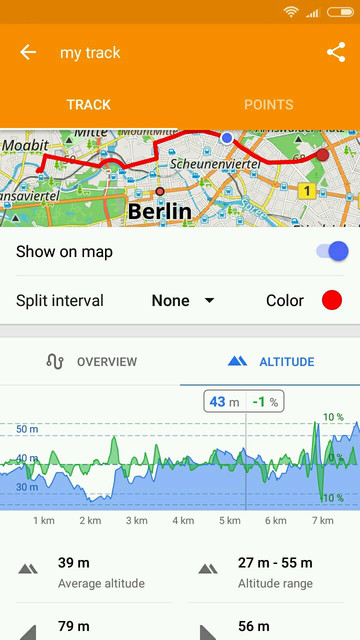 my track
TRACK
POINTS
Moabit
Mitte
Scheunenviertel
ansaviertel
1
Berlin
Spree
Show on map
Split interval
None
Color
OVERVIEW
ALTITUDE
43 m
-1 %
10 %
50 m
40 m
0 %
30 m
10 %
1 km
2 km
3 km
4 km
5 km
6 km
7 km
39 m
Average altitude
27 m - 55 m
Altitude range
79 m
56 m